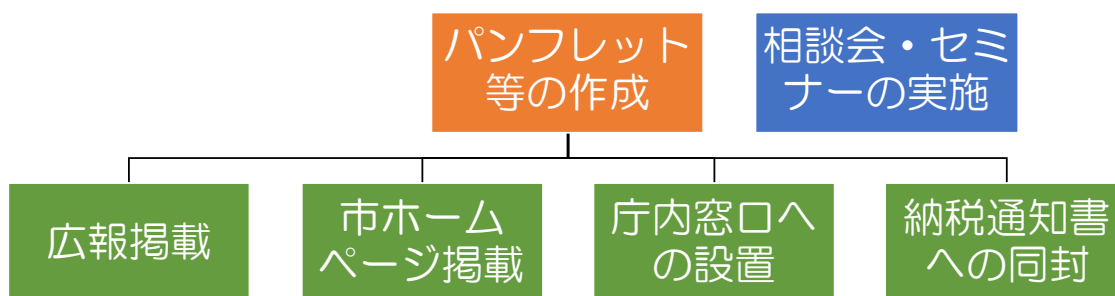 パンフレット
等の作成
相談会・セミ
ナーの実施
広報掲載
市ホーム
ページ掲載
庁内窓口へ
の設置
納税通知書
への同封